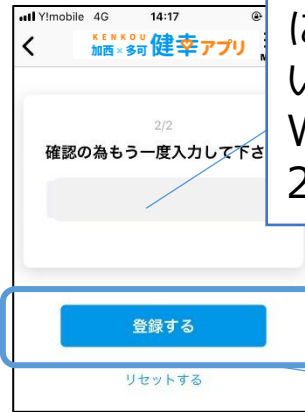 Y!mobile 4G 14:17
KENKOU
加西×多可健幸アプリ
2/2
確認の為もう一度入力して下さ
登録する
リセットする
に
い
W
2